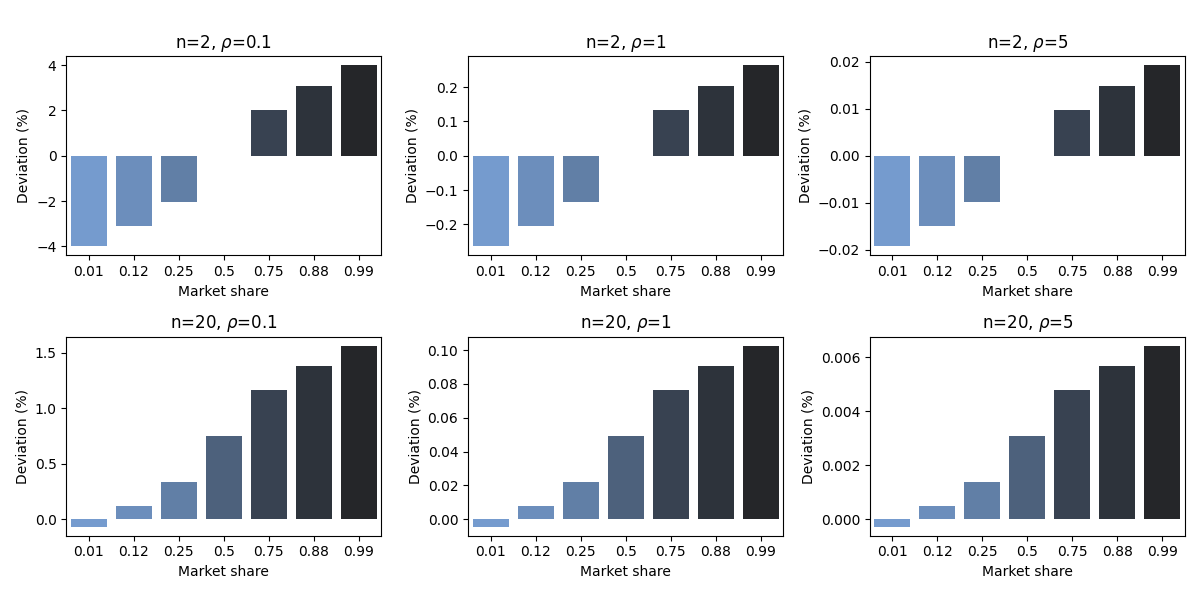 n=2, ρ=0.1
Deviation (%)
4
2
0
−2
−4
0.01 0.12 0.25 0.5 0.75 0.88 0.99
Market share
n=2, ρ=1
Deviation (%)
0.2
0.1
0.0
−0.1
−0.2
0.01 0.12 0.25 0.5 0.75 0.88 0.99
Market share
n=2, ρ=5
Deviation (%)
0.02
0.01
0.00
−0.01
−0.02
0.01 0.12 0.25 0.5 0.75 0.88 0.99
Market share
n=20, ρ=0.1
Deviation (%)
1.5
1.0
0.5
0.0
0.01 0.12 0.25 0.5 0.75 0.88 0.99
Market share
n=20, ρ=1
Deviation (%)
0.10
0.08
0.06
0.04
0.02
0.00
0.01 0.12 0.25 0.5 0.75 0.88 0.99
Market share
n=20, ρ=5
Deviation (%)
0.006
0.004
0.002
0.000
0.01 0.12 0.25 0.5 0.75 0.88 0.99
Market share